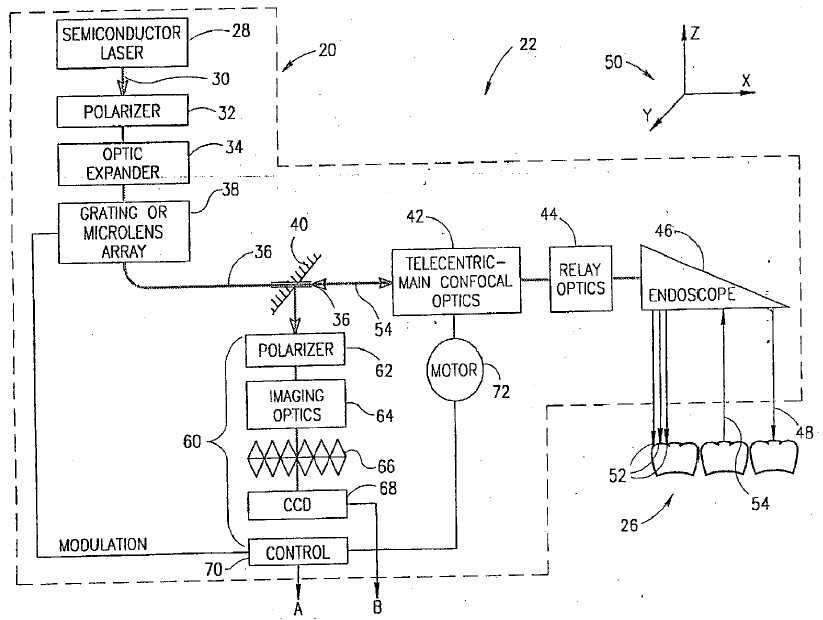 SEMICONDUCTOR
LASER
28
30
20
22
50
Z
X
Y
POLARIZER
32
OPTIC
EXPANDER
34
GRATING OR
MICROLENS
ARRAY
38
36
40
36
54
42
TELECENTRIC-
MAIN CONFOCAL
OPTICS
44
RELAY
OPTICS
46
ENDOSCOPE
POLARIZER
62
MOTOR
72
IMAGING
OPTICS
64
60
66
48
52
54
26
CCD
68
MODULATION
CONTROL
70
A
B